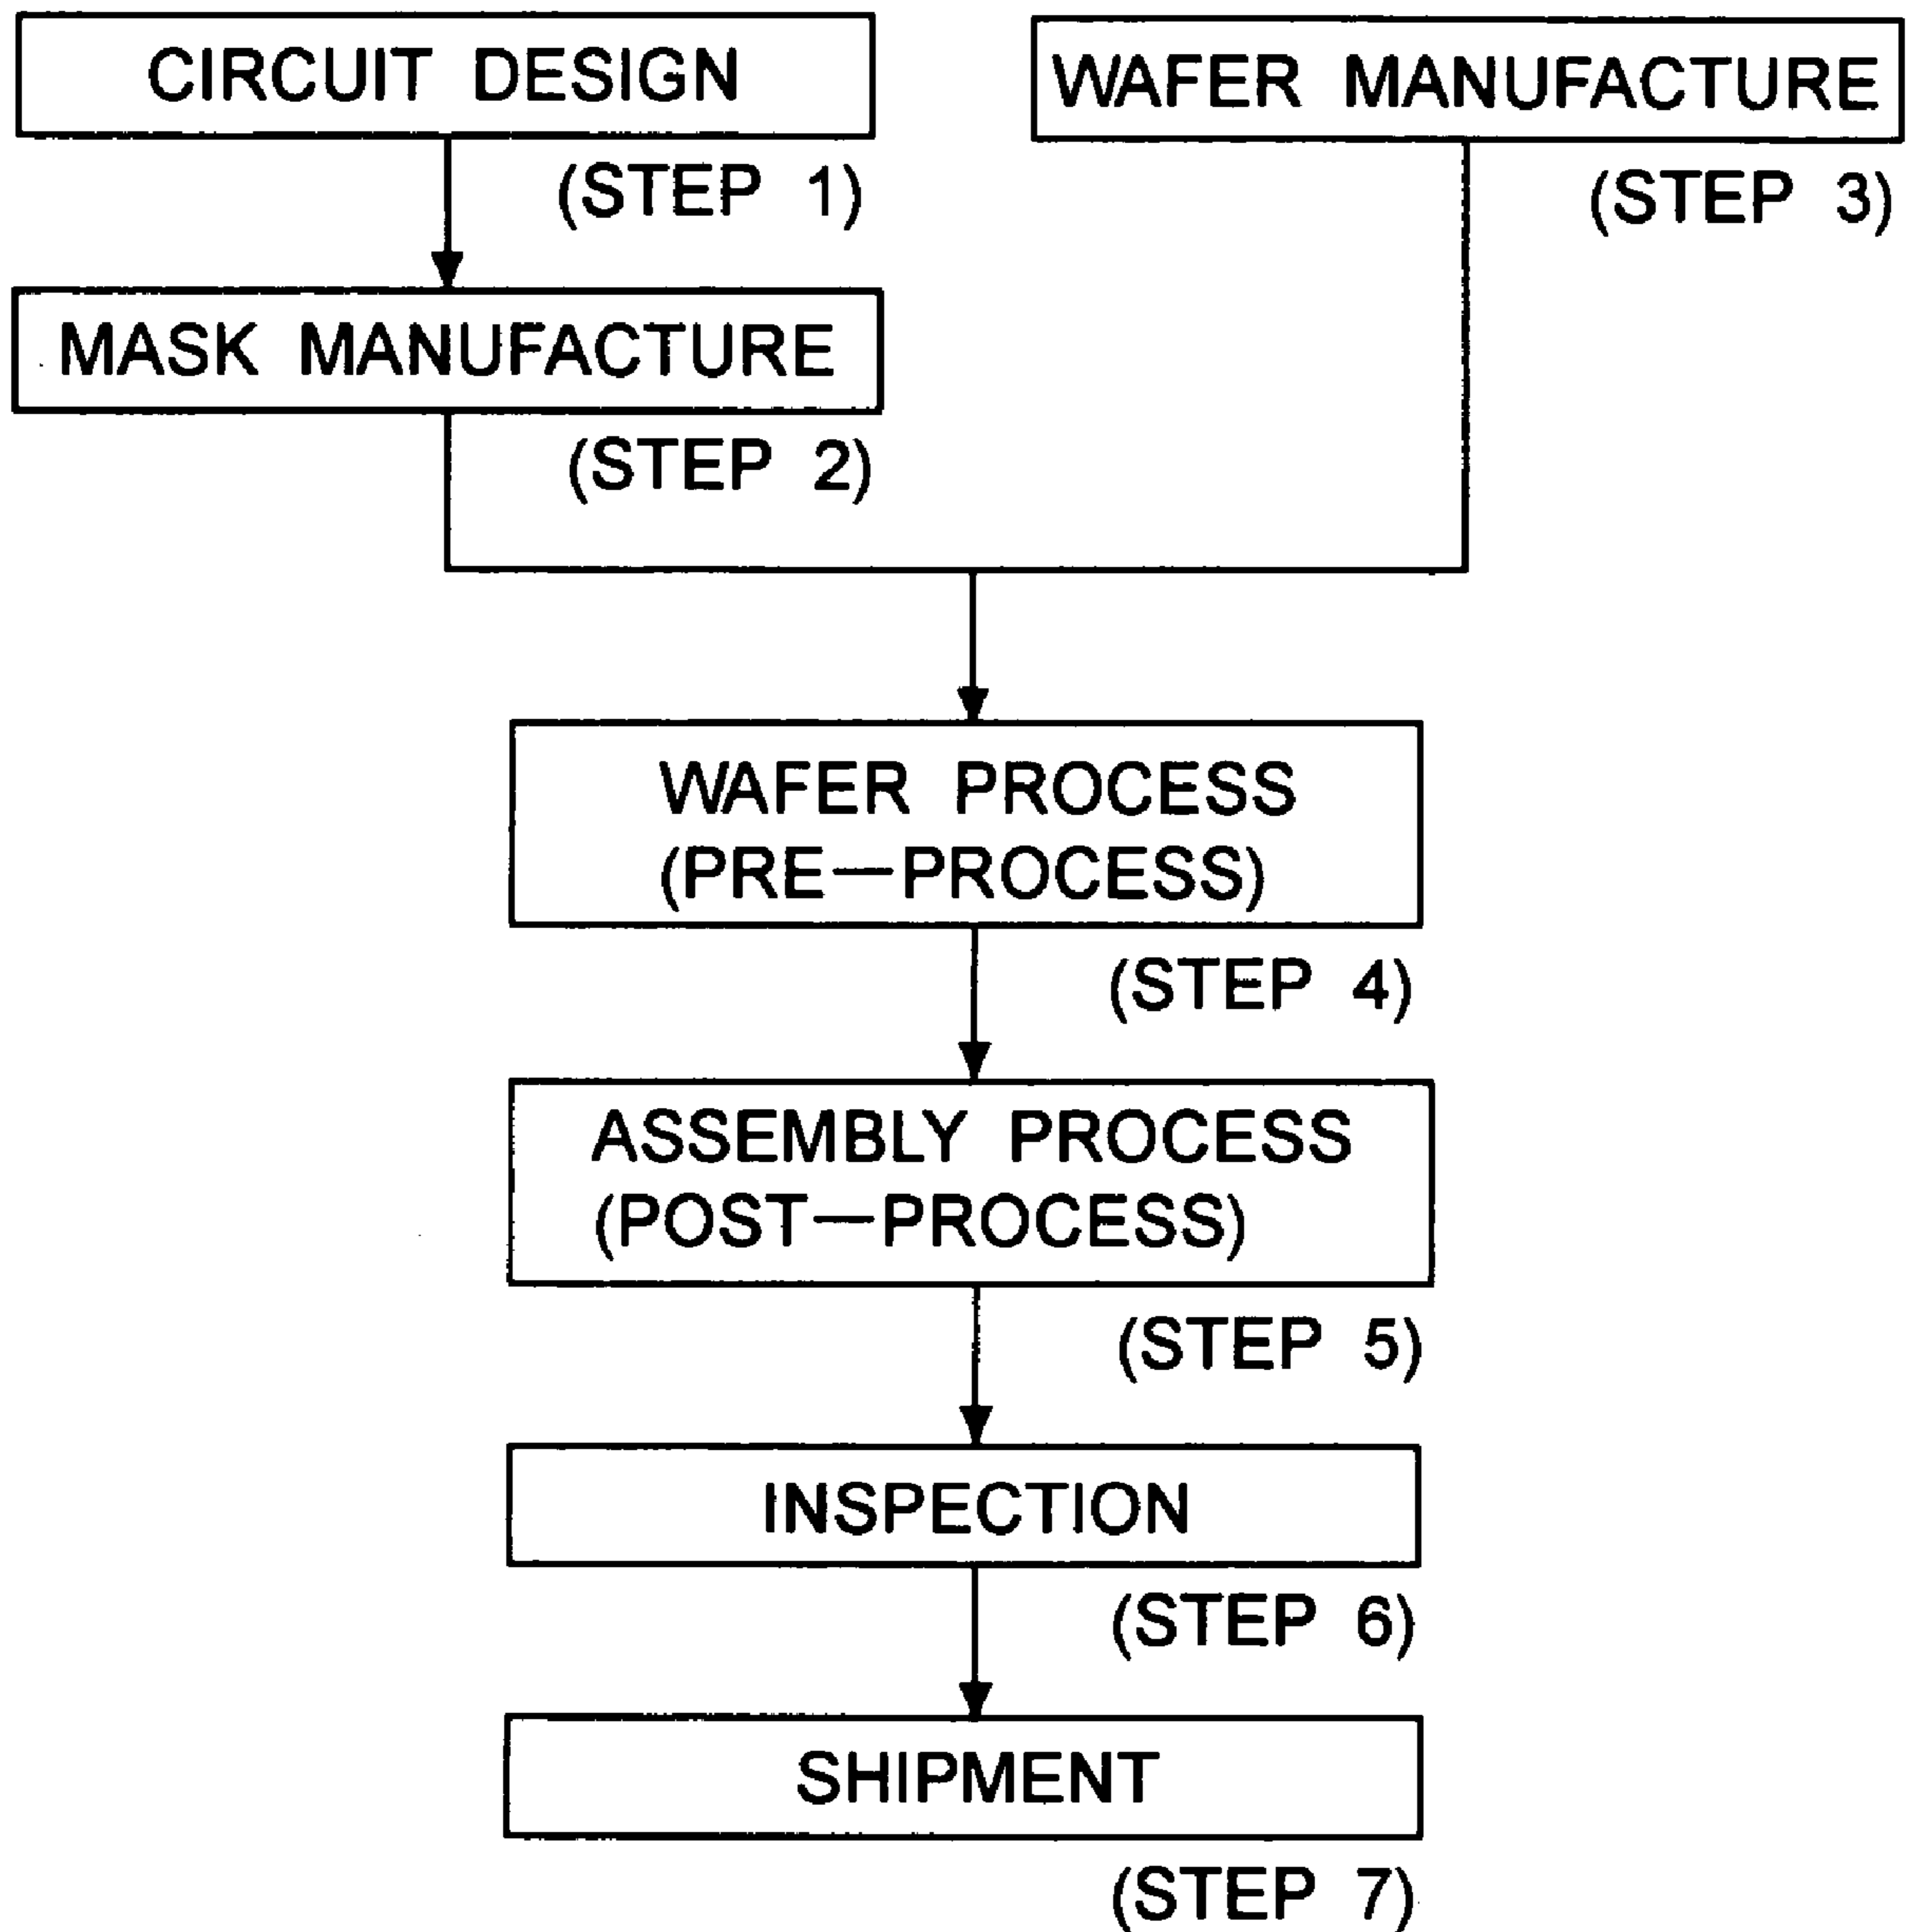 CIRCUIT DESIGN
(STEP 1)
MASK MANUFACTURE
(STEP 2)
WAFER MANUFACTURE
(STEP 3)
WAFER PROCESS
(PRE—PROCESS)
(STEP 4)
ASSEMBLY PROCESS
(POST—PROCESS)
(STEP 5)
INSPECTION
(STEP 6)
SHIPMENT
(STEP 7)